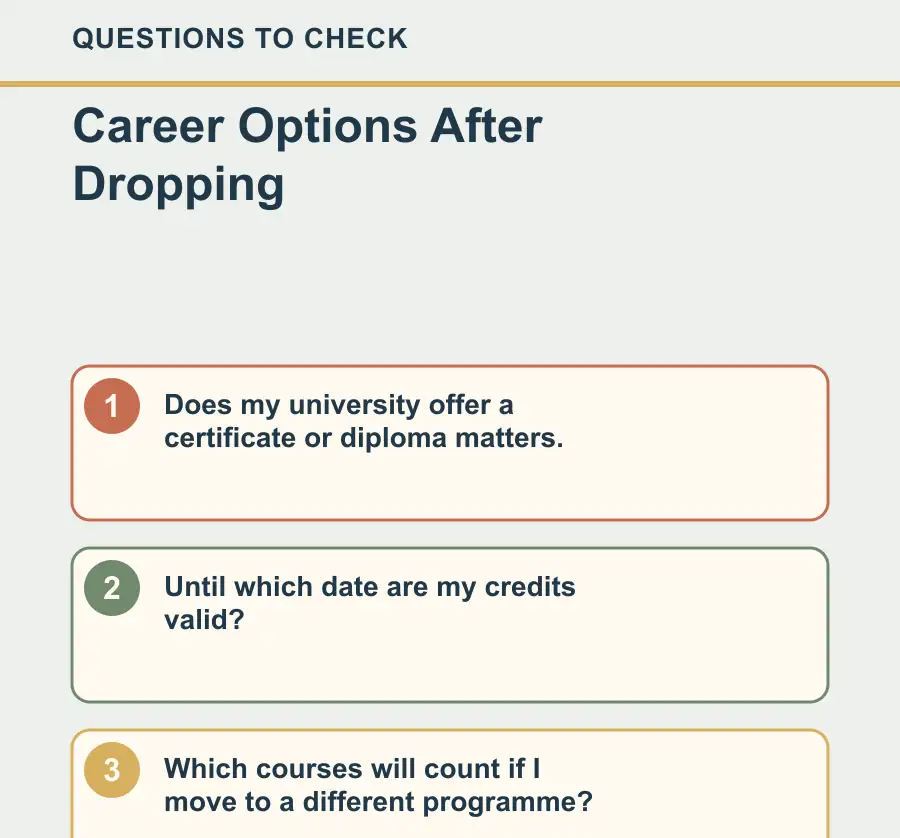 QUESTIONS TO CHECK
Career Options After
Dropping
1
Does my university offer a
certificate or diploma matters.
2
Until which date are my credits
valid?
3
Which courses will count if I
move to a different programme?